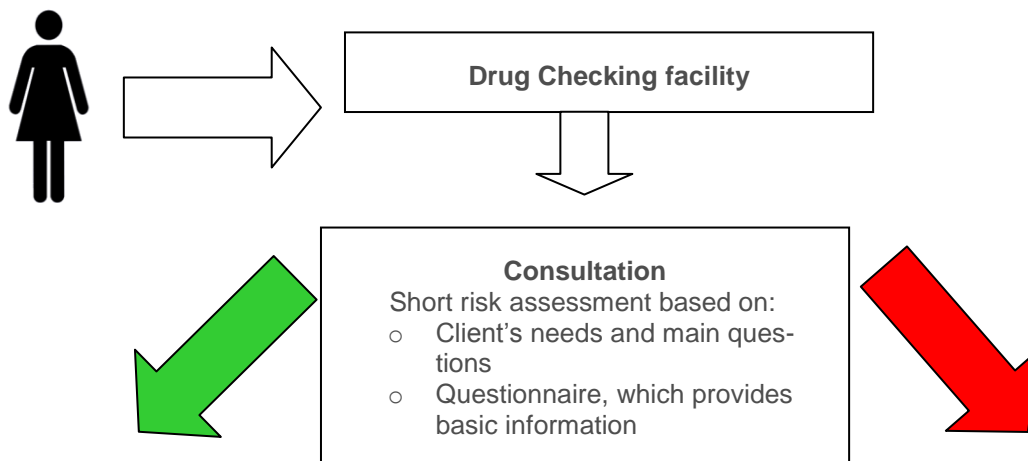 Drug Checking facility
Consultation
Short risk assessment based on:
o Client's needs and main ques-
tions
o Questionnaire, which provides
basic information